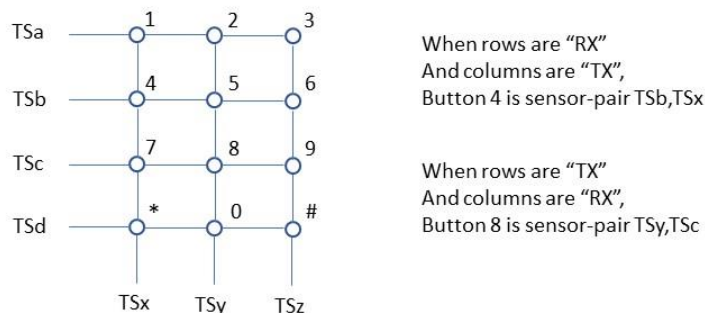 TSa 1 2 3
TSb 4 5 6
TSc 7 8 9
TSd * 0 #
TSx TSy TSz
When rows are “RX”
And columns are “TX”,
Button 4 is sensor-pair TSb,TSx
When rows are “TX”
And columns are “RX”,
Button 8 is sensor-pair TSy,TSc